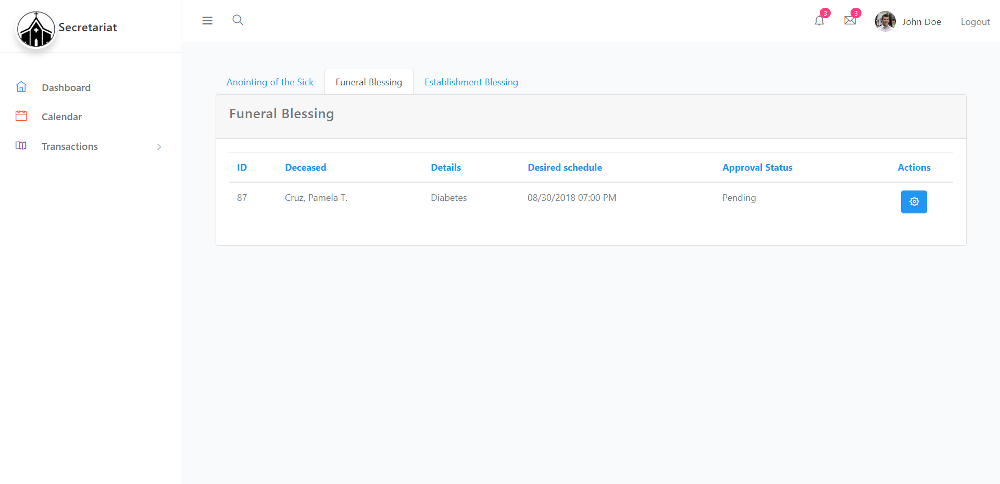 Secretariat
3
3
John Doe
Logout
Dashboard
Calendar
Transactions
Anointing of the Sick
Funeral Blessing
Establishment Blessing
Funeral Blessing
ID Deceased Details Desired schedule Approval Status Actions
87 Cruz, Pamela T. Diabetes 08/30/2018 07:00 PM Pending